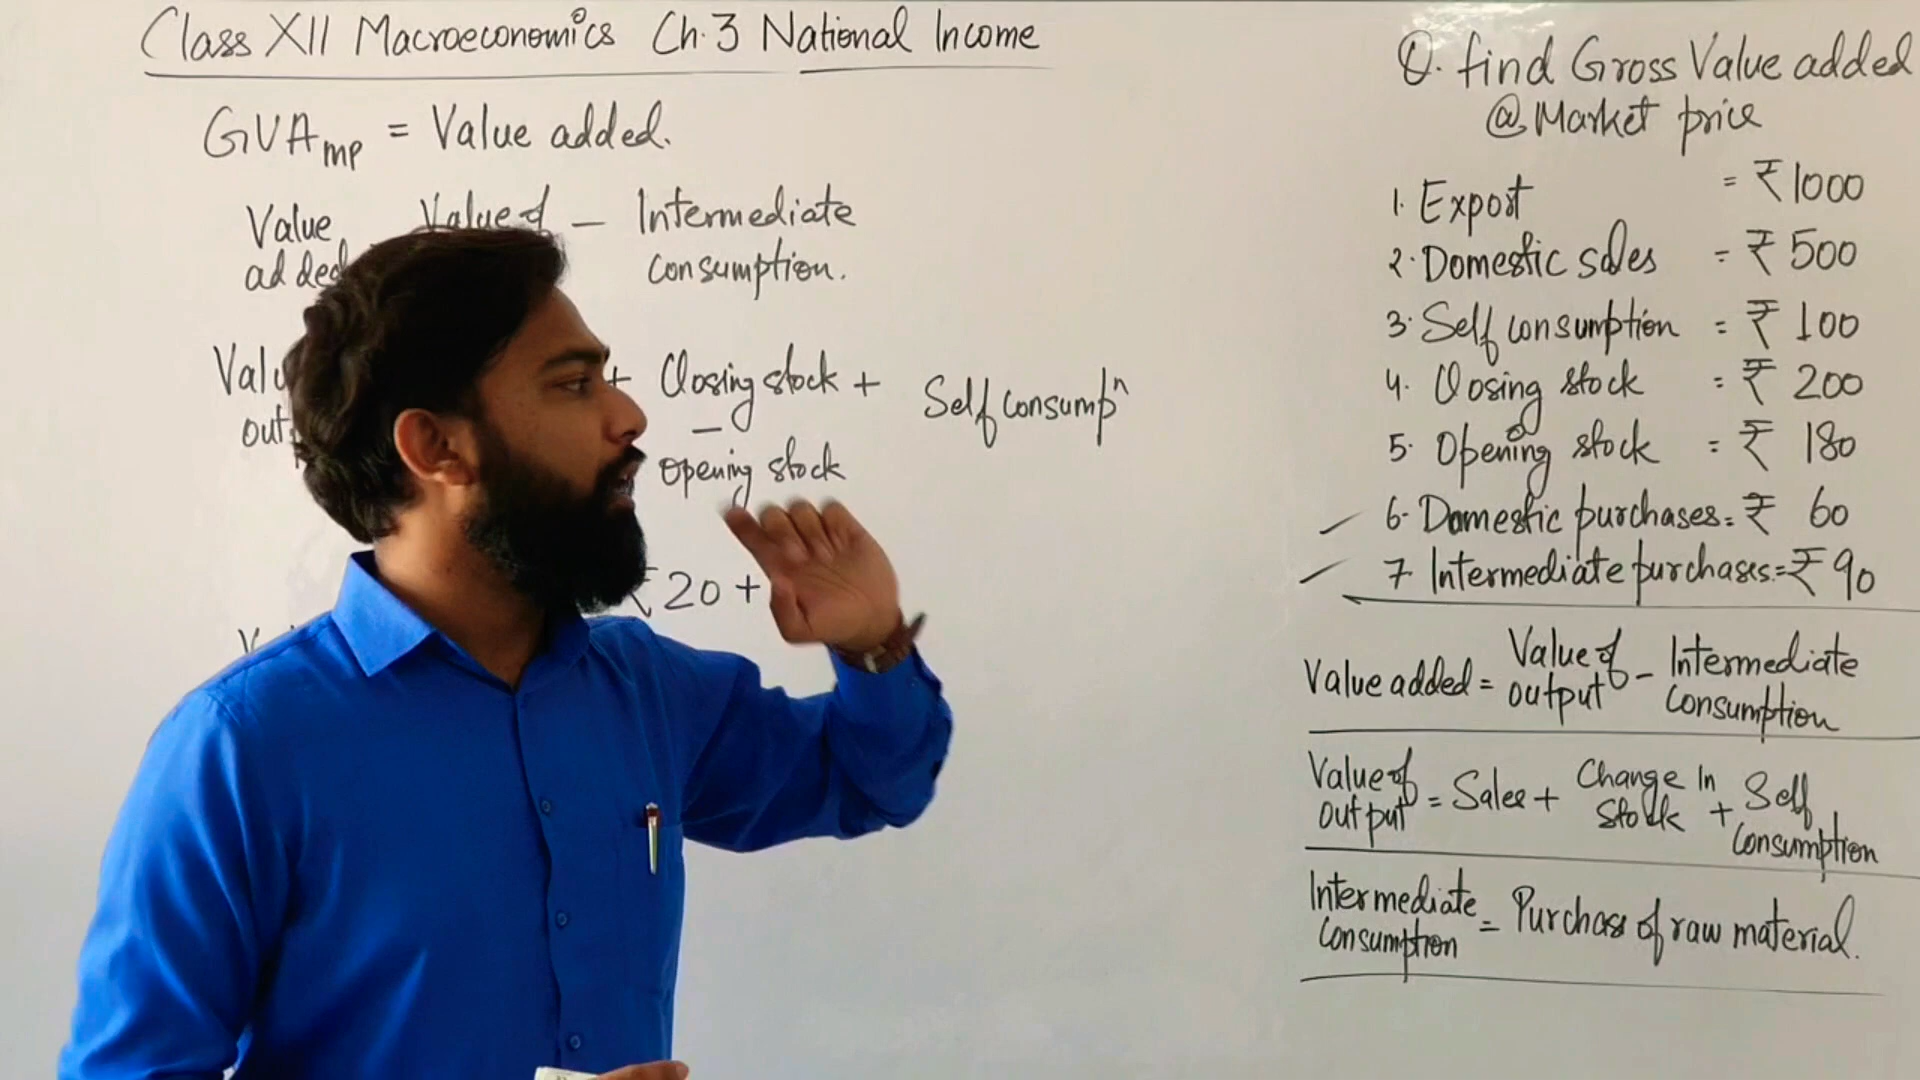 Class XII Macroeconomics Ch.3 National Income
GVAmp = Value added.
Value Value of – Intermediate
added consumption.
+ Closing stock + Self consumpⁿ
–
out
Opening stock
₹20 +
Q. find Gross Value added
@ Market price
1. Export = ₹1000
2. Domestic sales = ₹500
3. Self consumption = ₹100
4. Closing stock = ₹200
5. Opening stock = ₹180
6. Domestic purchases = ₹60
7. Intermediate purchases = ₹90
Value added = Value of output – Intermediate consumption
Value of output = Sales + Change In Stock + Self Consumption
Intermediate Consumption = Purchase of raw material.